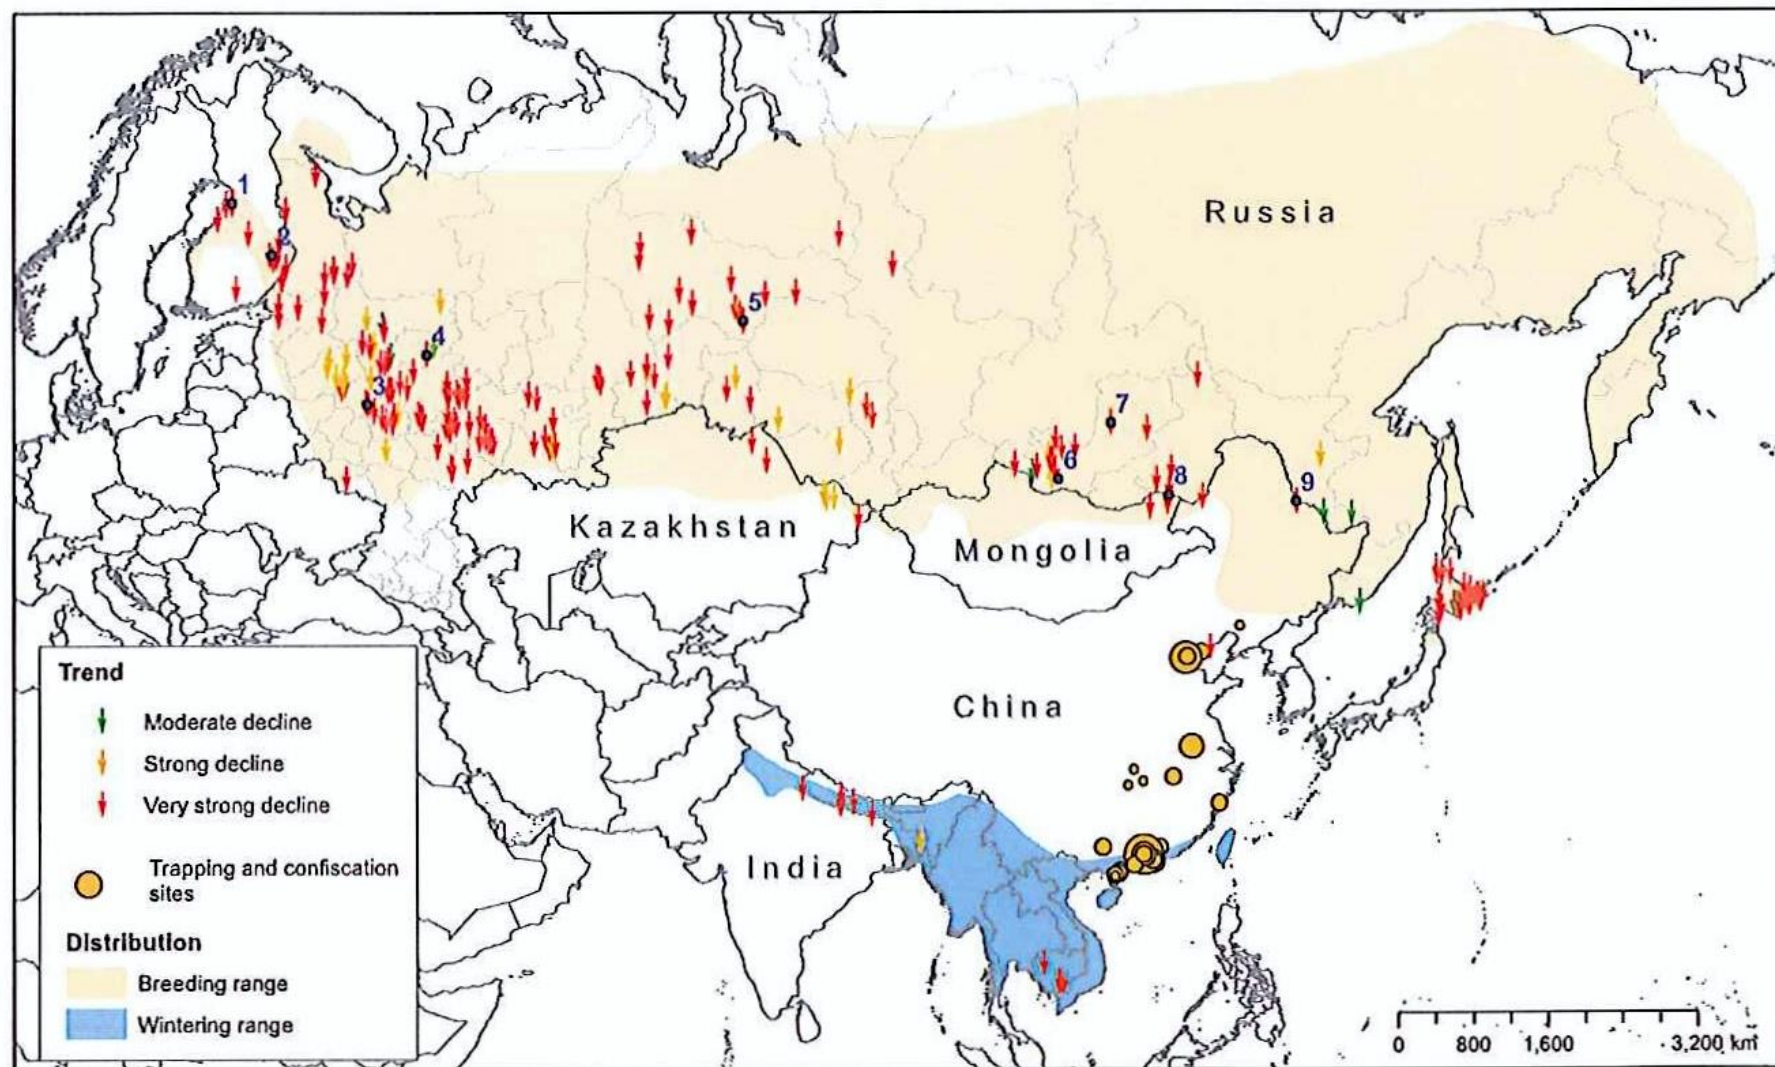 1
Russia
2
5
4
3
7
6
8
9
Kazakhstan
Mongolia
China
India
Trend
Moderate decline
Strong decline
Very strong decline
Trapping and confiscation
sites
Distribution
Breeding range
Wintering range
0 800 1,600 3,200 km